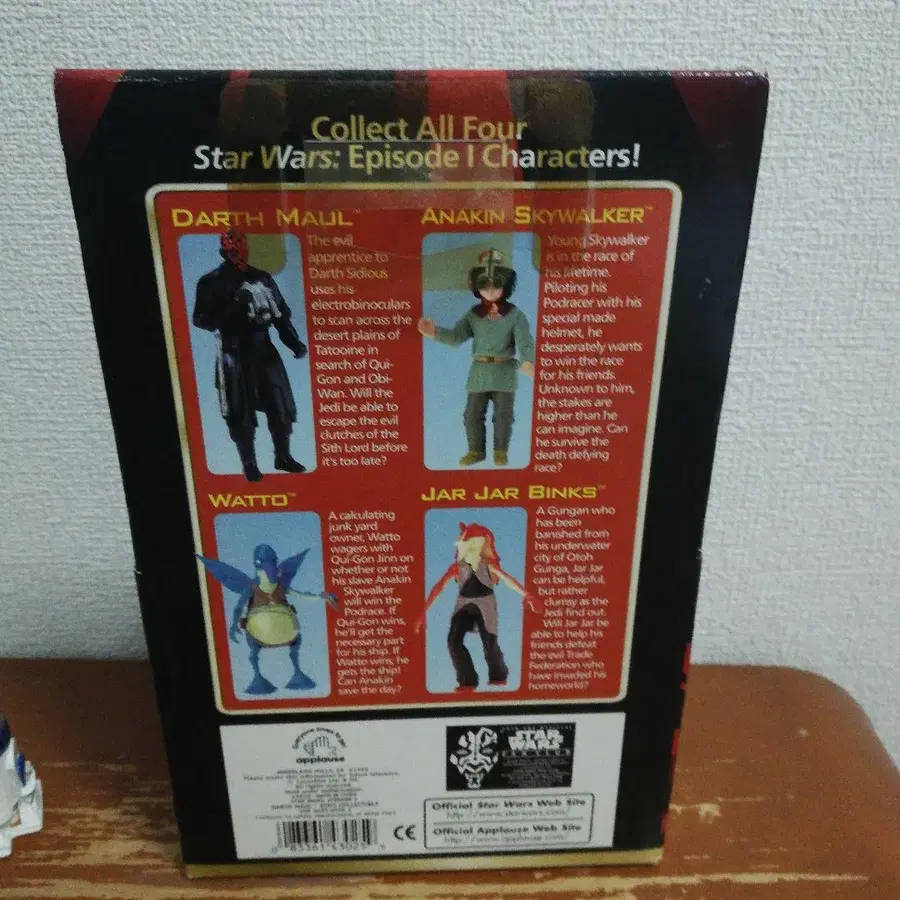 Collect All Four
Star Wars: Episode I Characters!
DARTH MAUL™
The evil
apprentice to
Darth Sidious
uses his
electrobinoculars
to scan across the
desert plains of
Tatooine in
search of Qui-
Gon and Obi-
Wan. Will the
Jedi be able to
escape the evil
clutches of the
Sith Lord before
it's too late?
ANAKIN SKYWALKER™
Young Skywalker
is in the race of
his lifetime.
Piloting his
Podracer with his
special made
helmet, he
desperately wants
to win the race
for his friends.
Unknown to him,
the stakes are
higher than he
can imagine. Can
he survive the
death defying
race?
WATTO™
A calculating
junk yard
owner, Watto
wagers with
Qui-Gon Jinn on
whether or not
his slave Anakin
Skywalker
will win the
Podrace. If
Qui-Gon wins,
he'll get the
necessary part
for his ship. If
Watto wins, he
gets the ship!
Can Anakin
save the day?
JAR JAR BINKS™
A Gungan who
has been
banished from
his underwater
city of Otoh
Gunga, Jar Jar
can be helpful,
but rather
clumsy as the
Jedi find out.
Will Jar Jar be
able to help his
friends defeat
the evil Trade
Federation who
have invaded his
homeworld?
applause
STAR
WARS
Official Star Wars Web Site
http://www.starwars.com/
Official Applause Web Site
http://www.applause.com/
CE